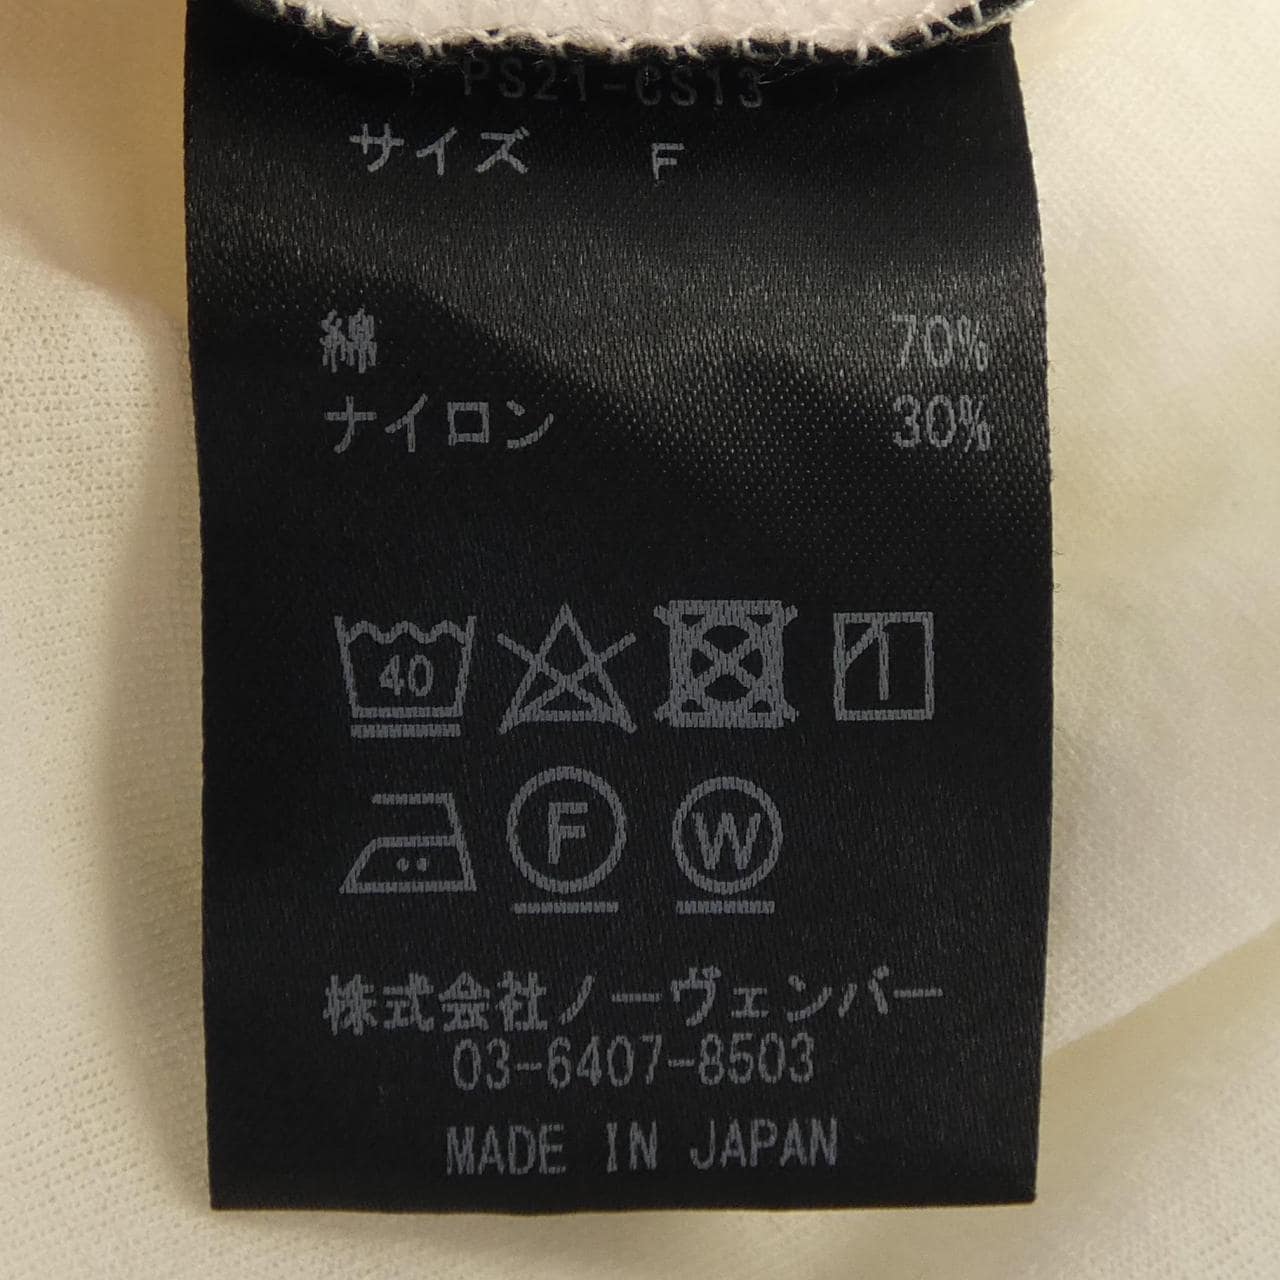 PS21-CS13
サイズ F
綿 70%
ナイロン 30%
40
F W
株式会社ノーヴェンバー
03-6407-8503
MADE IN JAPAN